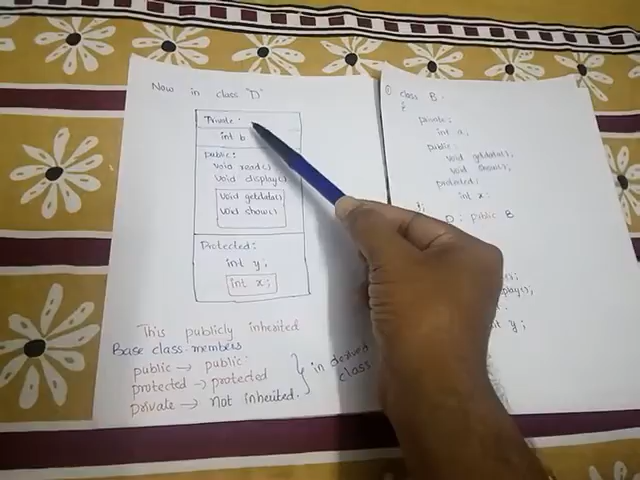 Now in class "D"
Private:
int b
Public:
void read()
void display()
void getdata()
void show()
Protected:
int y;
int x;
This publicly inherited
Base class members
public → public:
protected → protected
private → not inherited.
in derived
class
① class B
{
private:
int a;
public:
void getdata();
void show();
protected:
int x;
};
D: public B
play();
int y;